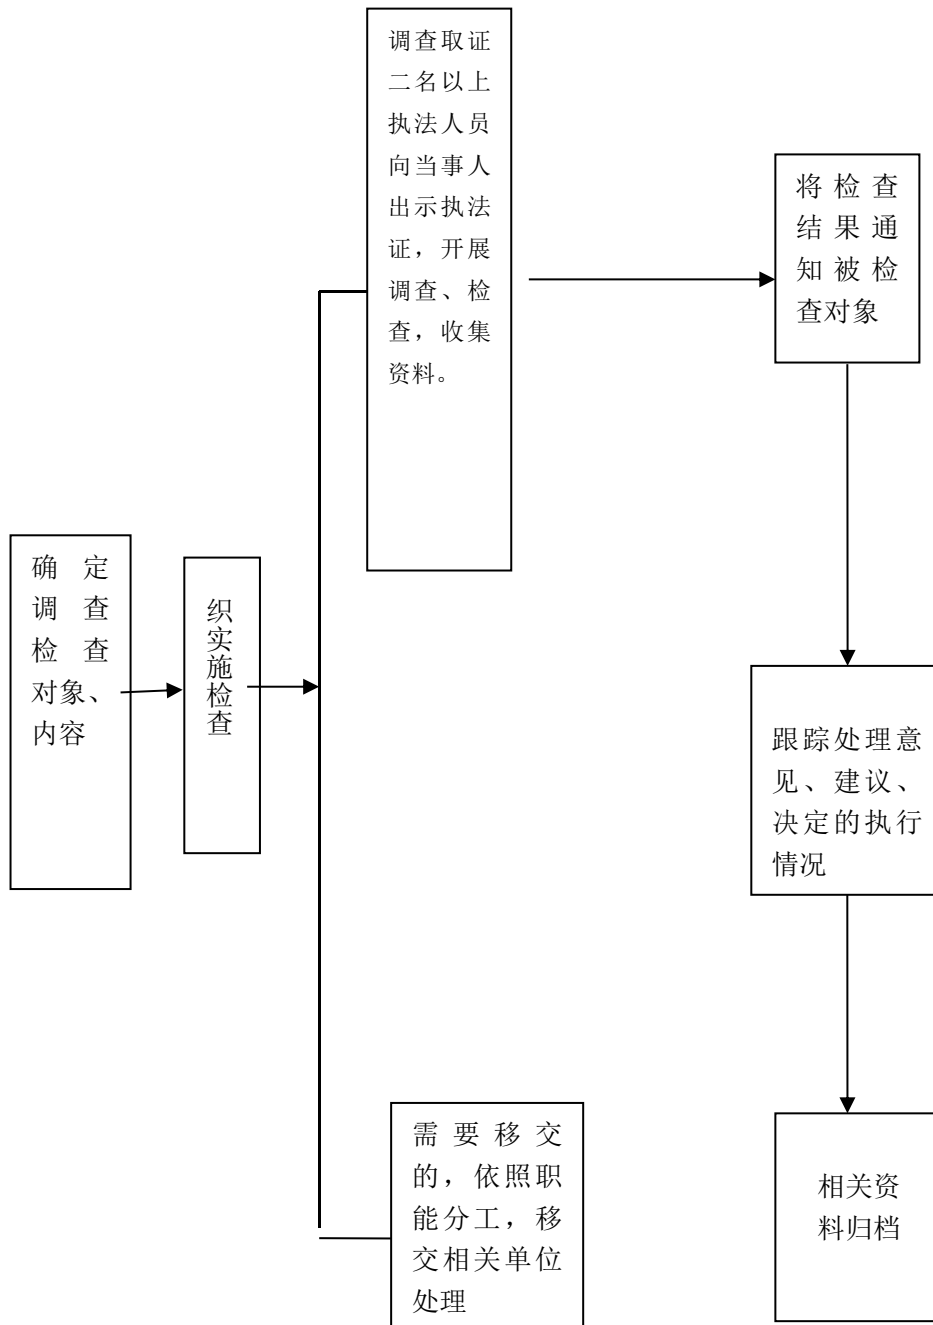 确定
调查
检查
对象、
内容
织实施检查
调查取证
二名以上
执法人员
向当事人
出示执法
证，开展
调查、检
查，收集
资料。
需要移交
的，依照职
能分工，移
交相关单位
处理
将检查
结果通
知被检
查对象
跟踪处理意
见、建议、
决定的执行
情况
相关资
料归档